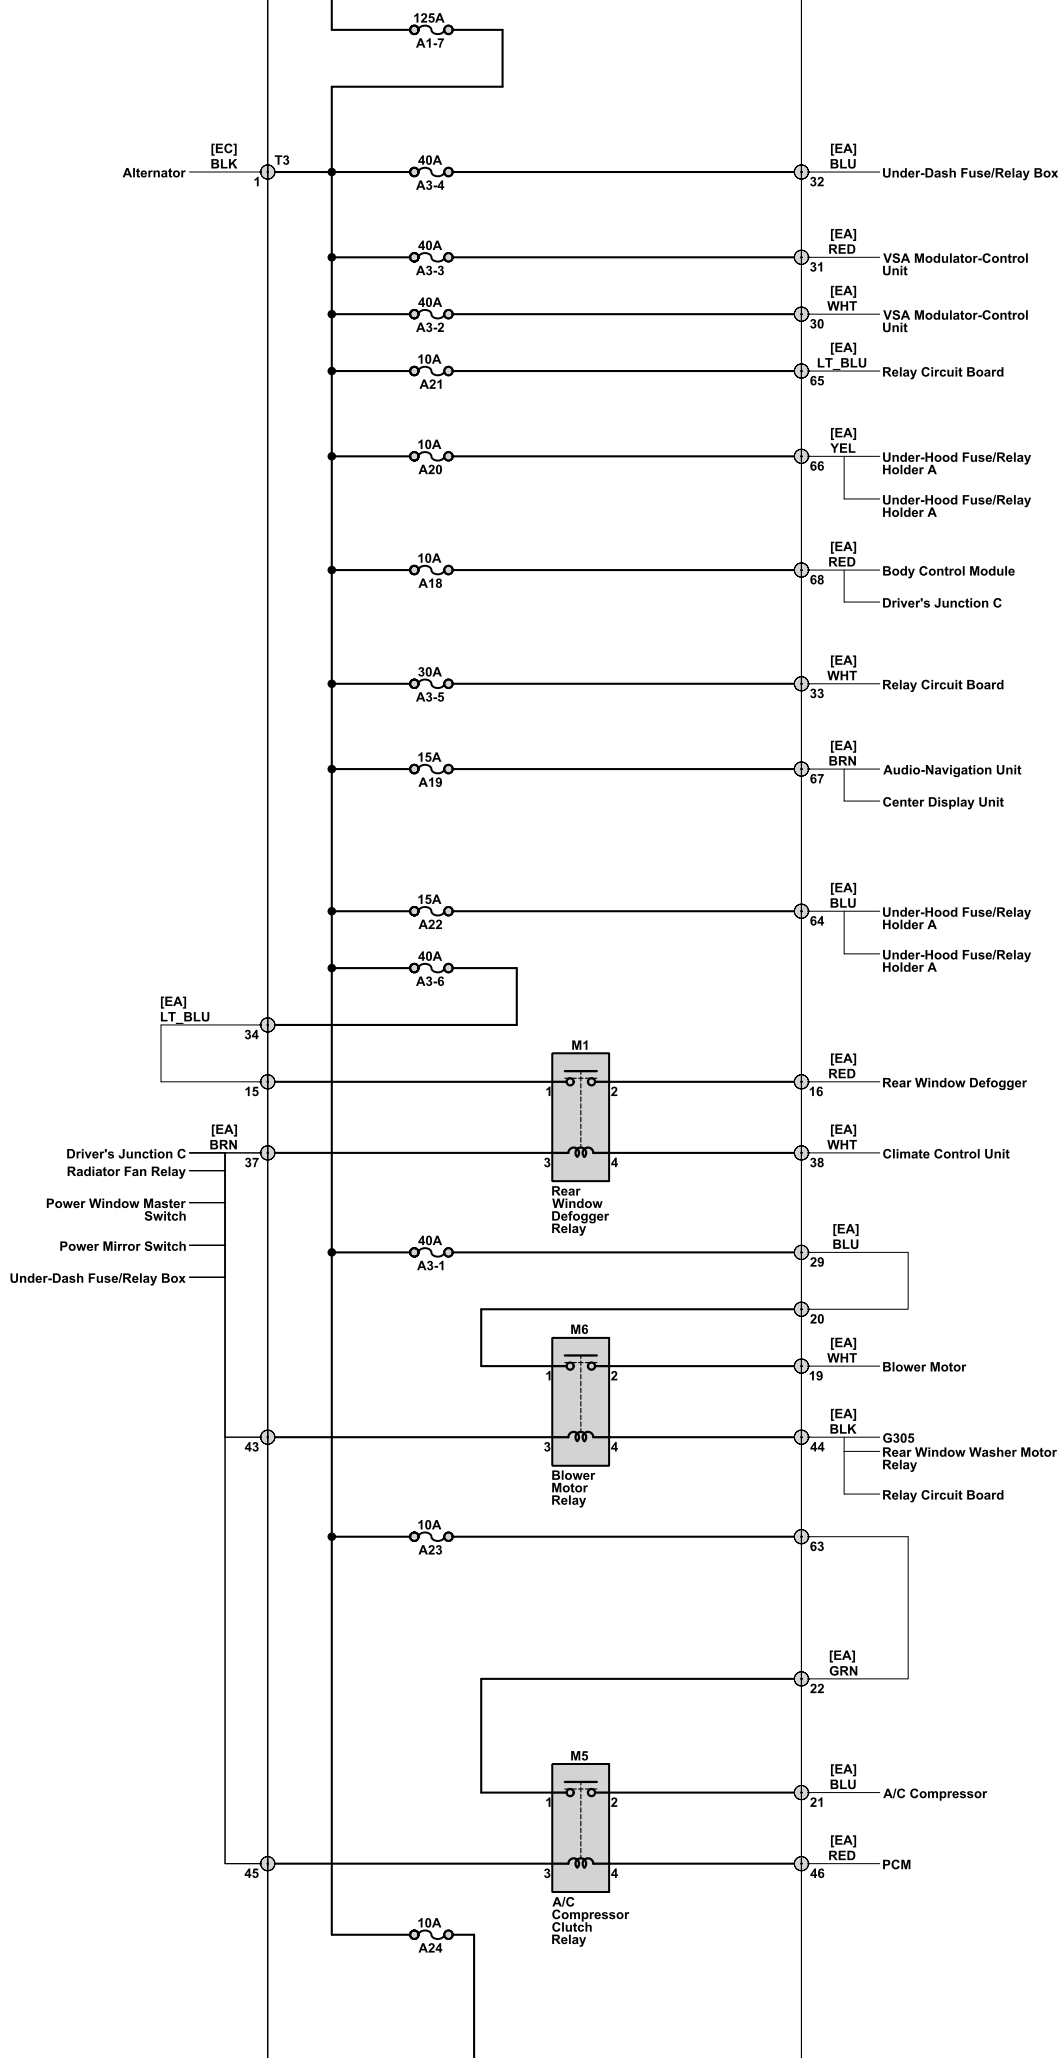 125A
A1-7
[EC]
BLK
Alternator
T3
1
40A
A3-4
[EA]
BLU
32
Under-Dash Fuse/Relay Box
40A
A3-3
[EA]
RED
31
VSA Modulator-Control
Unit
40A
A3-2
[EA]
WHT
30
VSA Modulator-Control
Unit
10A
A21
[EA]
LT_BLU
65
Relay Circuit Board
10A
A20
[EA]
YEL
66
Under-Hood Fuse/Relay
Holder A
Under-Hood Fuse/Relay
Holder A
10A
A18
[EA]
RED
68
Body Control Module
Driver's Junction C
30A
A3-5
[EA]
WHT
33
Relay Circuit Board
15A
A19
[EA]
BRN
67
Audio-Navigation Unit
Center Display Unit
15A
A22
[EA]
BLU
64
Under-Hood Fuse/Relay
Holder A
Under-Hood Fuse/Relay
Holder A
40A
A3-6
[EA]
LT_BLU
34
15
M1
1
2
3
4
Rear
Window
Defogger
Relay
[EA]
RED
16
Rear Window Defogger
[EA]
BRN
37
Driver's Junction C
Radiator Fan Relay
Power Window Master
Switch
Power Mirror Switch
Under-Dash Fuse/Relay Box
[EA]
WHT
38
Climate Control Unit
40A
A3-1
[EA]
BLU
29
20
M6
1
2
3
4
Blower
Motor
Relay
[EA]
WHT
19
Blower Motor
43
[EA]
BLK
44
G305
Rear Window Washer Motor
Relay
Relay Circuit Board
10A
A23
63
[EA]
GRN
22
M5
1
2
3
4
A/C
Compressor
Clutch
Relay
[EA]
BLU
21
A/C Compressor
45
[EA]
RED
46
PCM
10A
A24